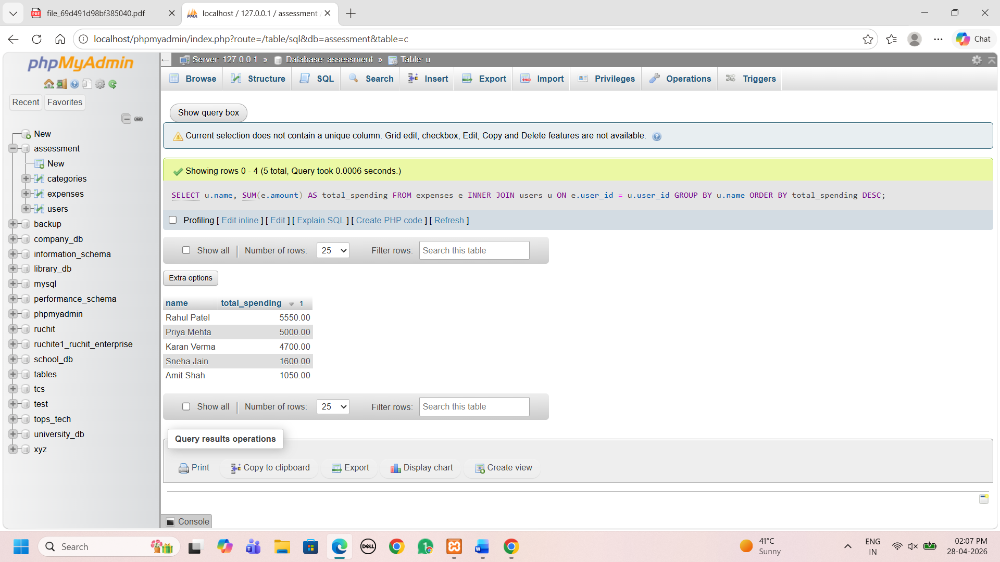 file_69d491d98bf385040.pdf
localhost / 127.0.0.1 / assessment
localhost/phpmyadmin/index.php?route=/table/sql&db=assessment&table=c
Chat
phpMyAdmin
Recent
Favorites
New
assessment
New
categories
expenses
users
backup
company_db
information_schema
library_db
mysql
performance_schema
phpmyadmin
ruchit
ruchite1_ruchit_enterprise
school_db
tables
tcs
test
tops_tech
university_db
xyz
Server: 127.0.0.1 » Database: assessment » Table: u
Browse Structure SQL Search Insert Export Import Privileges Operations Triggers
Show query box
Current selection does not contain a unique column. Grid edit, checkbox, Edit, Copy and Delete features are not available.
Showing rows 0 - 4 (5 total, Query took 0.0006 seconds.)
SELECT u.name, SUM(e.amount) AS total_spending FROM expenses e INNER JOIN users u ON e.user_id = u.user_id GROUP BY u.name ORDER BY total_spending DESC;
Profiling [ Edit inline ] [ Edit ] [ Explain SQL ] [ Create PHP code ] [ Refresh ]
Show all Number of rows: 25 Filter rows: Search this table
Extra options
name total_spending 1
Rahul Patel 5550.00
Priya Mehta 5000.00
Karan Verma 4700.00
Sneha Jain 1600.00
Amit Shah 1050.00
Show all Number of rows: 25 Filter rows: Search this table
Query results operations
Print Copy to clipboard Export Display chart Create view
Console
Search
DELL
41°C
Sunny
ENG
IN
02:07 PM
28-04-2026